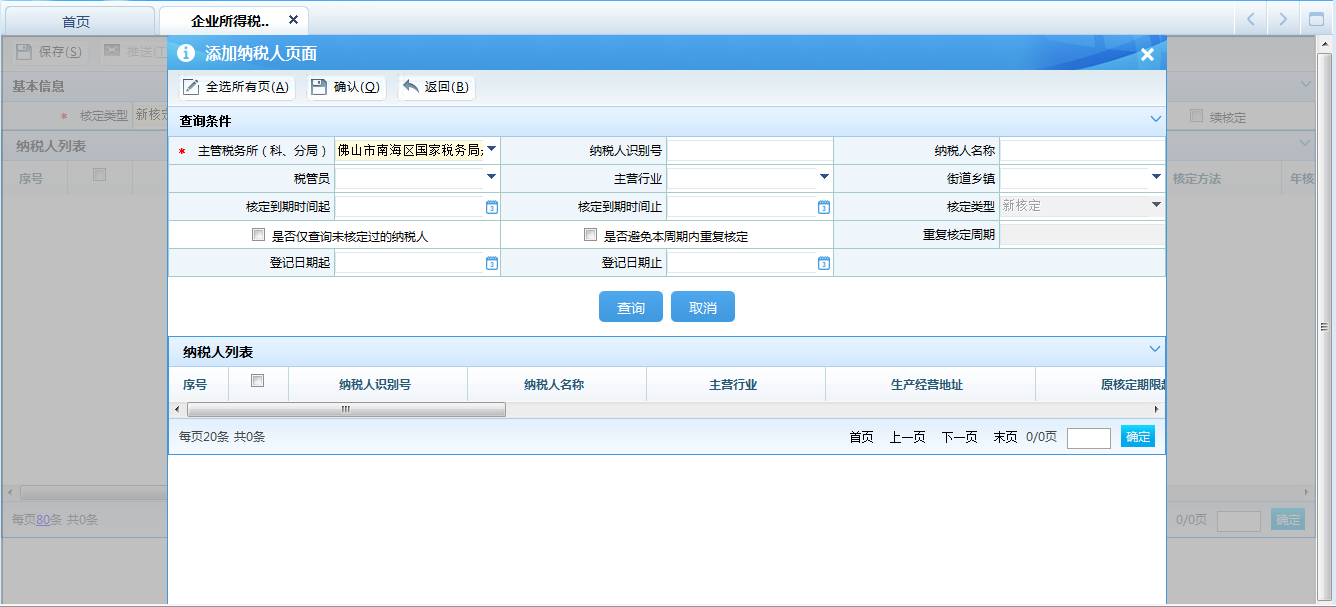 首页 企业所得税..
保存(S) 推送(T
添加纳税人页面
全选所有页(A) 确认(Q) 返回(B)
基本信息
查询条件
* 核定类型 新核定
* 主管税务所（科、分局） 佛山市南海区国家税务局 纳税人识别号 纳税人名称
续核定
纳税人列表
税管员 主营行业 街道乡镇
序号 核定方法 年核
核定到期时间起 核定到期时间止 核定类型 新核定
是否仅查询未核定过的纳税人 是否避免本周期内重复核定 重复核定周期
登记日期起 登记日期止
查询 取消
纳税人列表
序号 纳税人识别号 纳税人名称 主营行业 生产经营地址 原核定期限起
每页20条 共0条 首页 上一页 下一页 末页 0/0页 确定
每页80条 共0条 0/0页 确定